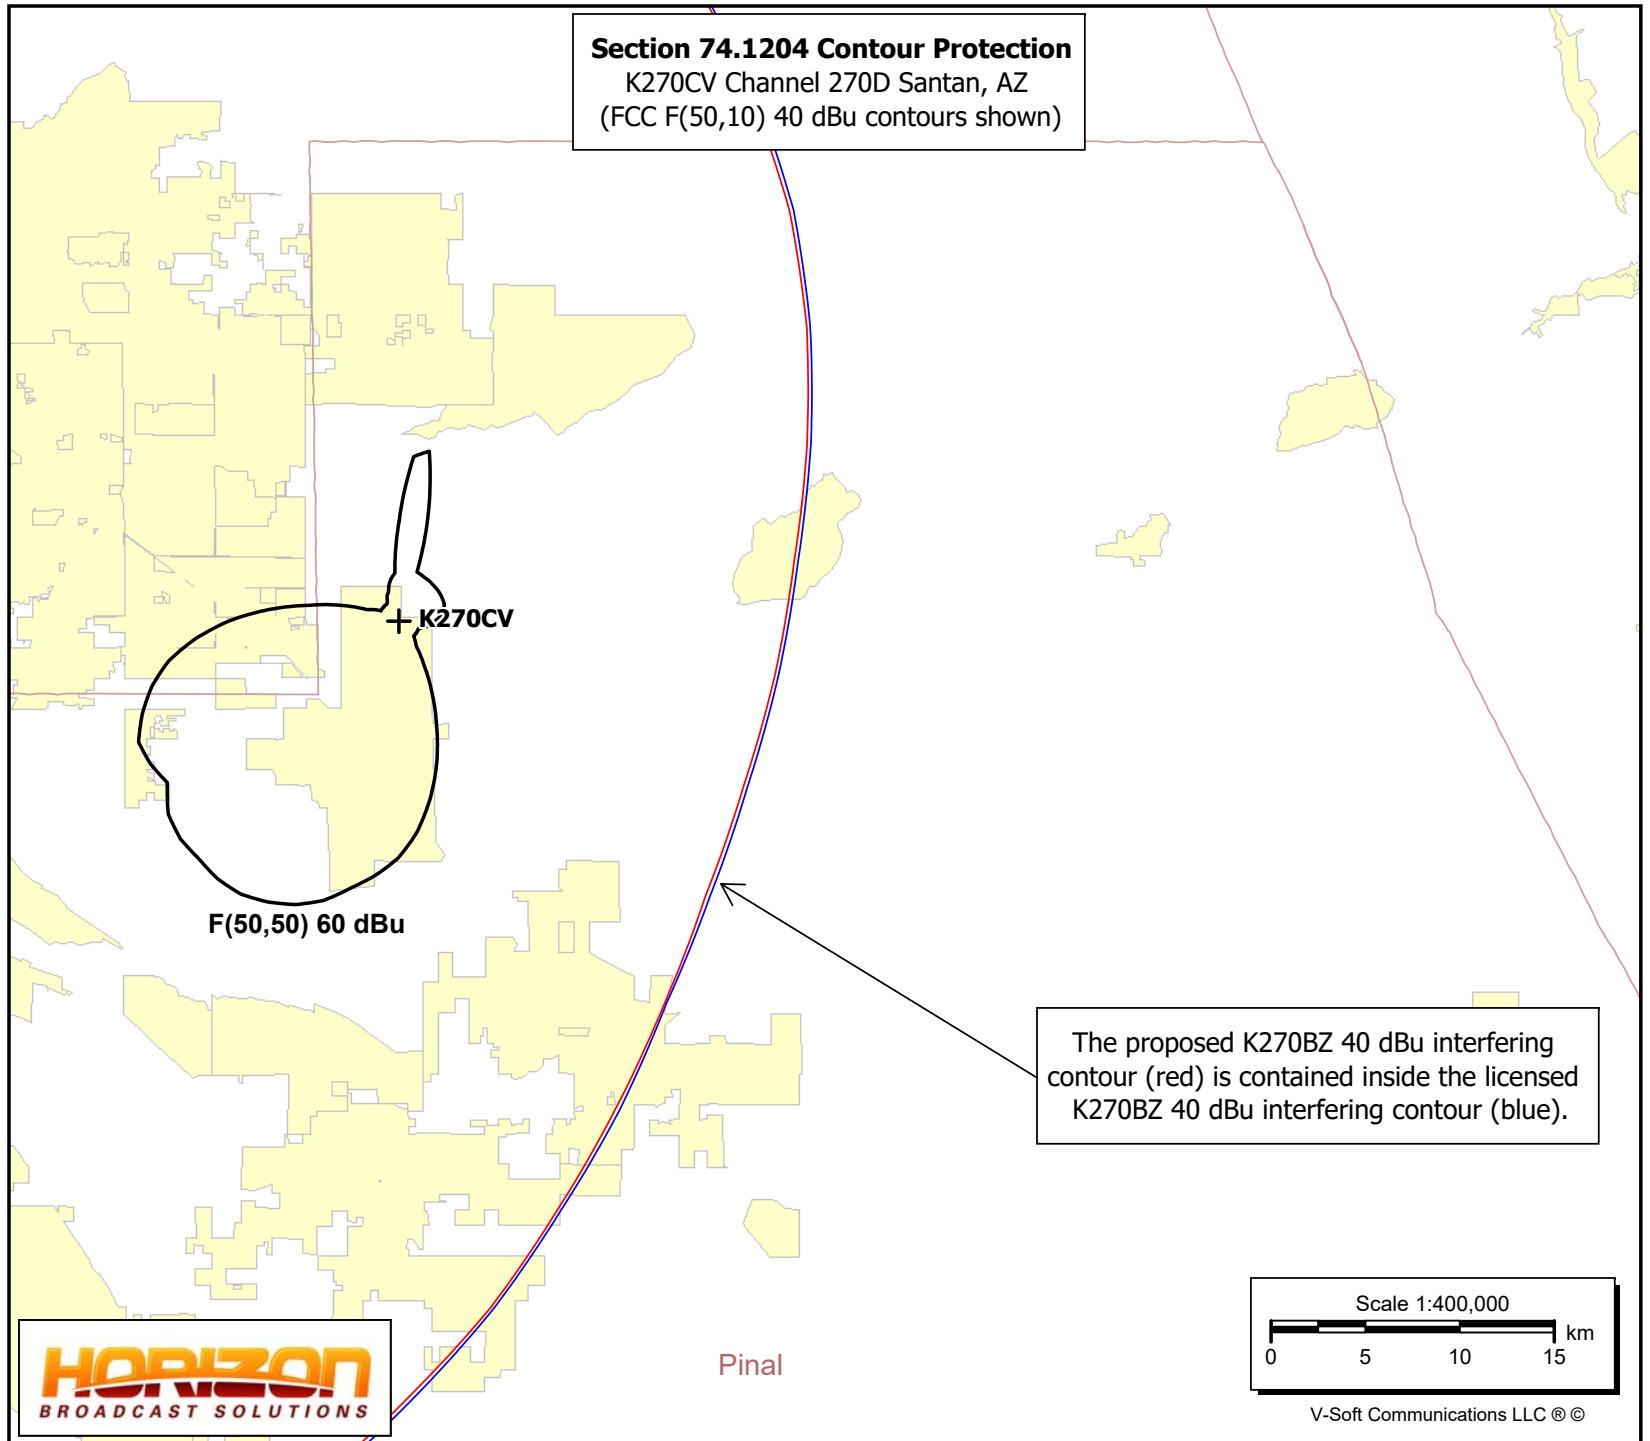 Section 74.1204 Contour Protection
K270CV Channel 270D Santan, AZ
(FCC F(50,10) 40 dBu contours shown)
K270CV
F(50,50) 60 dBu
The proposed K270BZ 40 dBu interfering
contour (red) is contained inside the licensed
K270BZ 40 dBu interfering contour (blue).
Scale 1:400,000
km
0 5 10 15
Pinal
HORIZON
BROADCAST SOLUTIONS
V-Soft Communications LLC ® ©